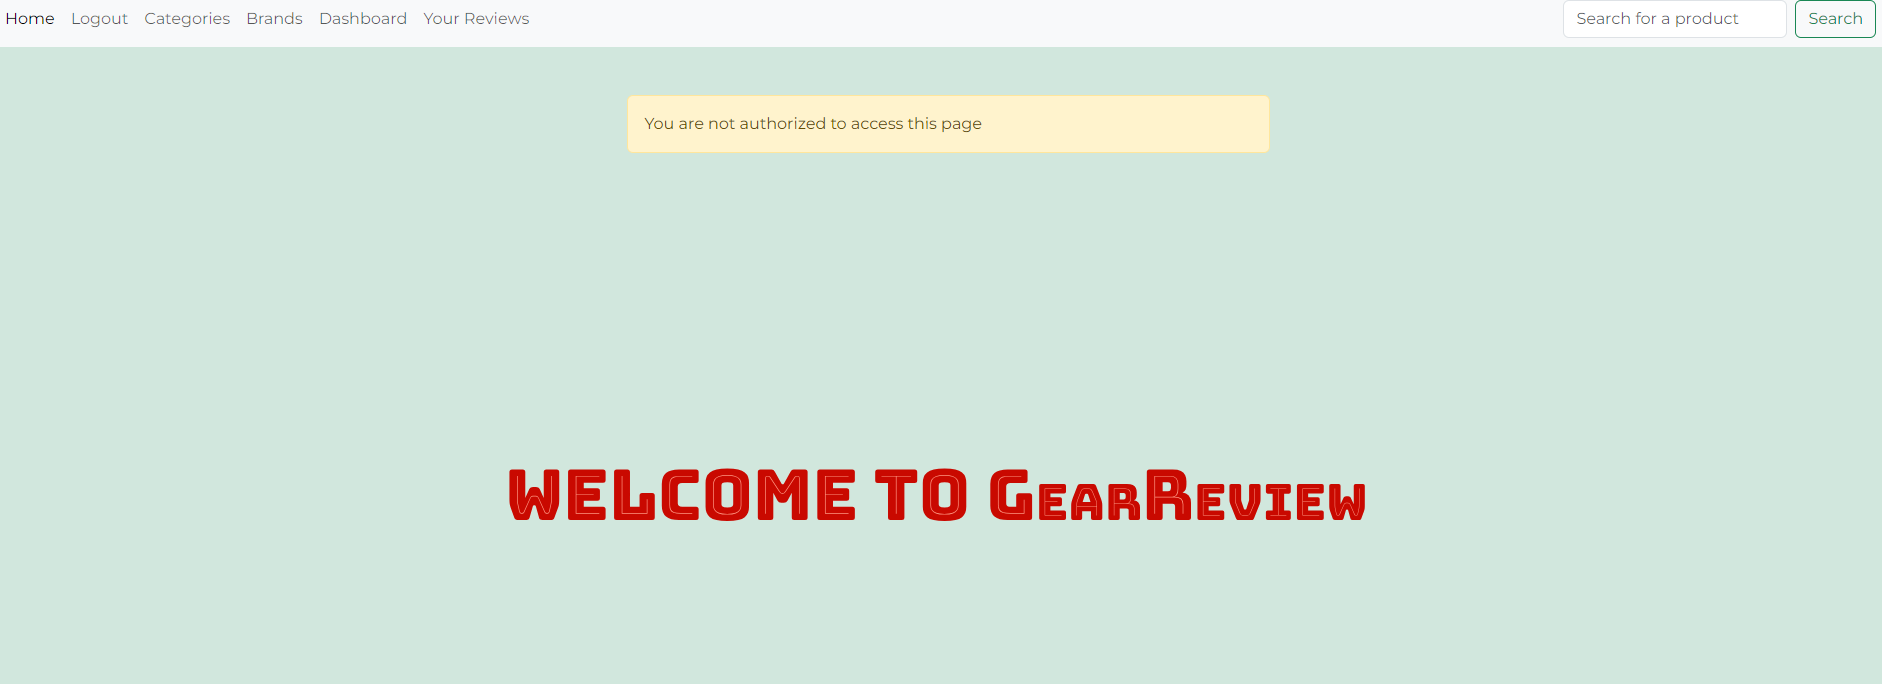 Home Logout Categories Brands Dashboard Your Reviews Search for a product Search
You are not authorized to access this page
WELCOME TO GearReview